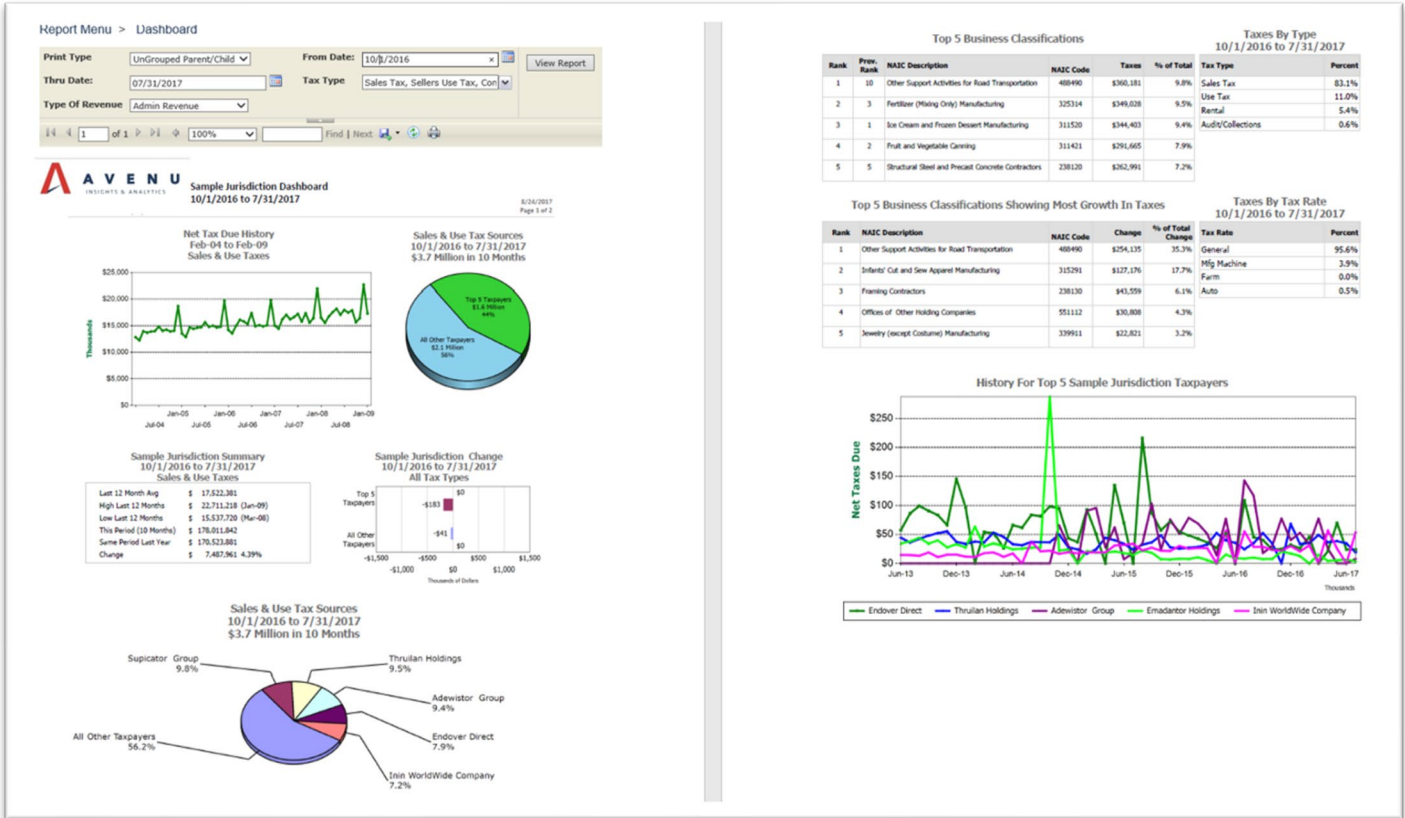 Report Menu > Dashboard
Print Type UnGrouped Parent/Child From Date: 10/1/2016 × View Report
Thru Date: 07/31/2017 Tax Type Sales Tax, Sellers Use Tax, Con
Type Of Revenue Admin Revenue
1 of 1 100% Find | Next
AVENU
INSIGHTS & ANALYTICS
Sample Jurisdiction Dashboard
10/1/2016 to 7/31/2017
8/24/2017
Page 1 of 2
Net Tax Due History
Feb-04 to Feb-09
Sales & Use Taxes
$25,000
$20,000
$15,000
$10,000
$5,000
$0
Thousands
Jan-05 Jan-06 Jan-07 Jan-08 Jan-09
Jul-04 Jul-05 Jul-06 Jul-07 Jul-08
Sales & Use Tax Sources
10/1/2016 to 7/31/2017
$3.7 Million in 10 Months
Top 5 Taxpayers
$1.6 Million
44%
All Other Taxpayers
$2.1 Million
56%
Sample Jurisdiction Summary
10/1/2016 to 7/31/2017
Sales & Use Taxes
Last 12 Month Avg $ 17,522,381
High Last 12 Months $ 22,711,218 (Jan-09)
Low Last 12 Months $ 15,537,720 (Mar-08)
This Period (10 Months) $ 178,011,842
Same Period Last Year $ 170,523,881
Change $ 7,487,961 4.39%
Sample Jurisdiction Change
10/1/2016 to 7/31/2017
All Tax Types
Top 5
Taxpayers
$0
-$183
All Other
Taxpayers
-$41
$0
-$1,500 -$500 $500 $1,500
-$1,000 $0 $1,000
Thousands of Dollars
Sales & Use Tax Sources
10/1/2016 to 7/31/2017
$3.7 Million in 10 Months
Supicator Group
9.8%
Thruilan Holdings
9.5%
Adewistor Group
9.4%
Endover Direct
7.9%
Inin WorldWide Company
7.2%
All Other Taxpayers
56.2%
Top 5 Business Classifications
Rank Prev. Rank NAIC Description NAIC Code Taxes % of Total
1 10 Other Support Activities for Road Transportation 488490 $360,181 9.8%
2 3 Fertilizer (Mixing Only) Manufacturing 325314 $349,028 9.5%
3 1 Ice Cream and Frozen Dessert Manufacturing 311520 $344,403 9.4%
4 2 Fruit and Vegetable Canning 311421 $291,665 7.9%
5 5 Structural Steel and Precast Concrete Contractors 238120 $262,991 7.2%
Taxes By Type
10/1/2016 to 7/31/2017
Tax Type Percent
Sales Tax 83.1%
Use Tax 11.0%
Rental 5.4%
Audit/Collections 0.6%
Top 5 Business Classifications Showing Most Growth In Taxes
Rank NAIC Description NAIC Code Change % of Total Change
1 Other Support Activities for Road Transportation 488490 $254,135 35.3%
2 Infants' Cut and Sew Apparel Manufacturing 315291 $127,176 17.7%
3 Framing Contractors 238130 $43,559 6.1%
4 Offices of Other Holding Companies 551112 $30,808 4.3%
5 Jewelry (except Costume) Manufacturing 339911 $22,821 3.2%
Taxes By Tax Rate
10/1/2016 to 7/31/2017
Tax Rate Percent
General 95.6%
Mfg Machine 3.9%
Farm 0.0%
Auto 0.5%
History For Top 5 Sample Jurisdiction Taxpayers
$250
$200
$150
$100
$50
$0
Net Taxes Due
Jun-13 Dec-13 Jun-14 Dec-14 Jun-15 Dec-15 Jun-16 Dec-16 Jun-17
Thousands
Endover Direct Thruilan Holdings Adewistor Group Emadantor Holdings Inin WorldWide Company